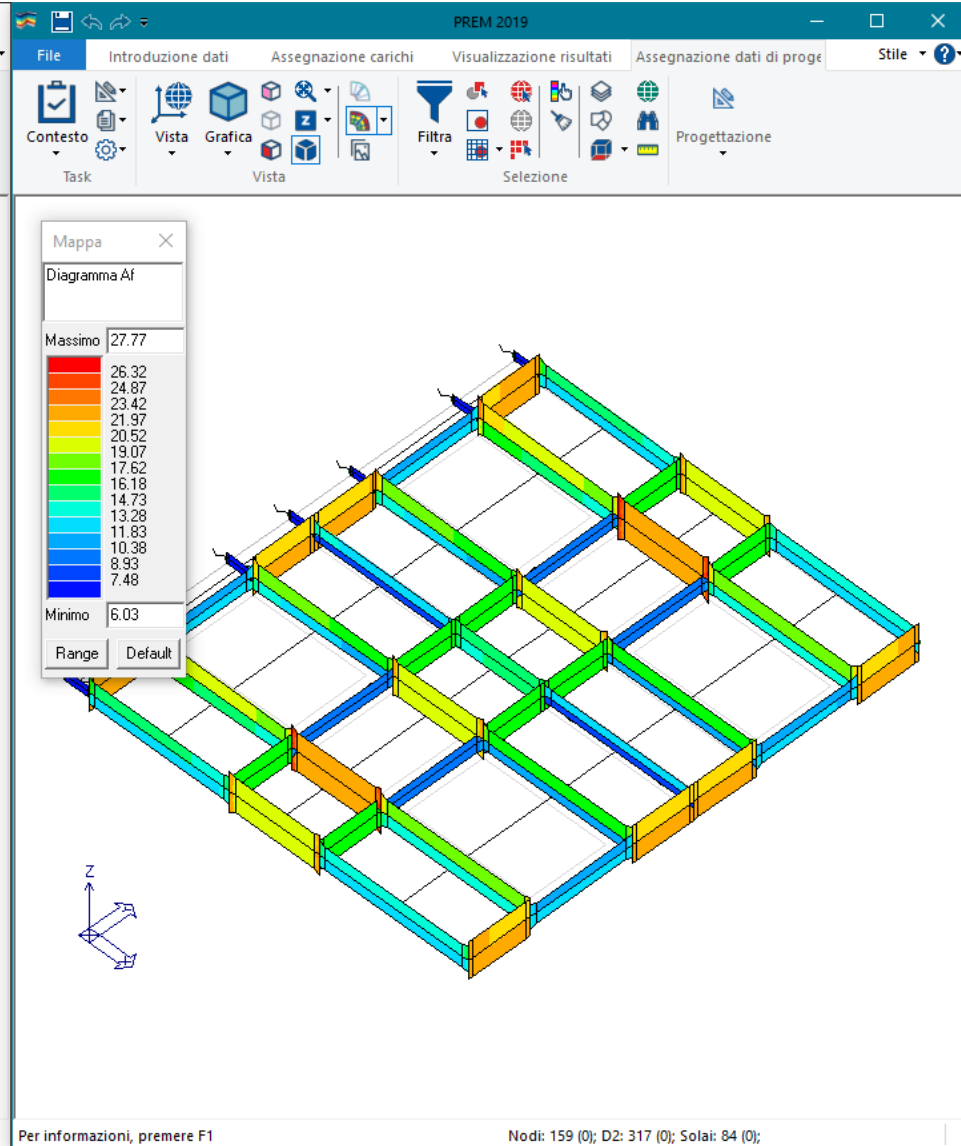 PREM 2019
File Introduzione dati Assegnazione carichi Visualizzazione risultati Assegnazione dati di proge Stile ?
Contesto Vista Grafica Z Filtra Progettazione
Task Vista Selezione
Mappa
Diagramma Af
Massimo 27.77
26.32
24.87
23.42
21.97
20.52
19.07
17.62
16.18
14.73
13.28
11.83
10.38
8.93
7.48
Minimo 6.03
Range Default
Z
Per informazioni, premere F1 Nodi: 159 (0); D2: 317 (0); Solai: 84 (0);